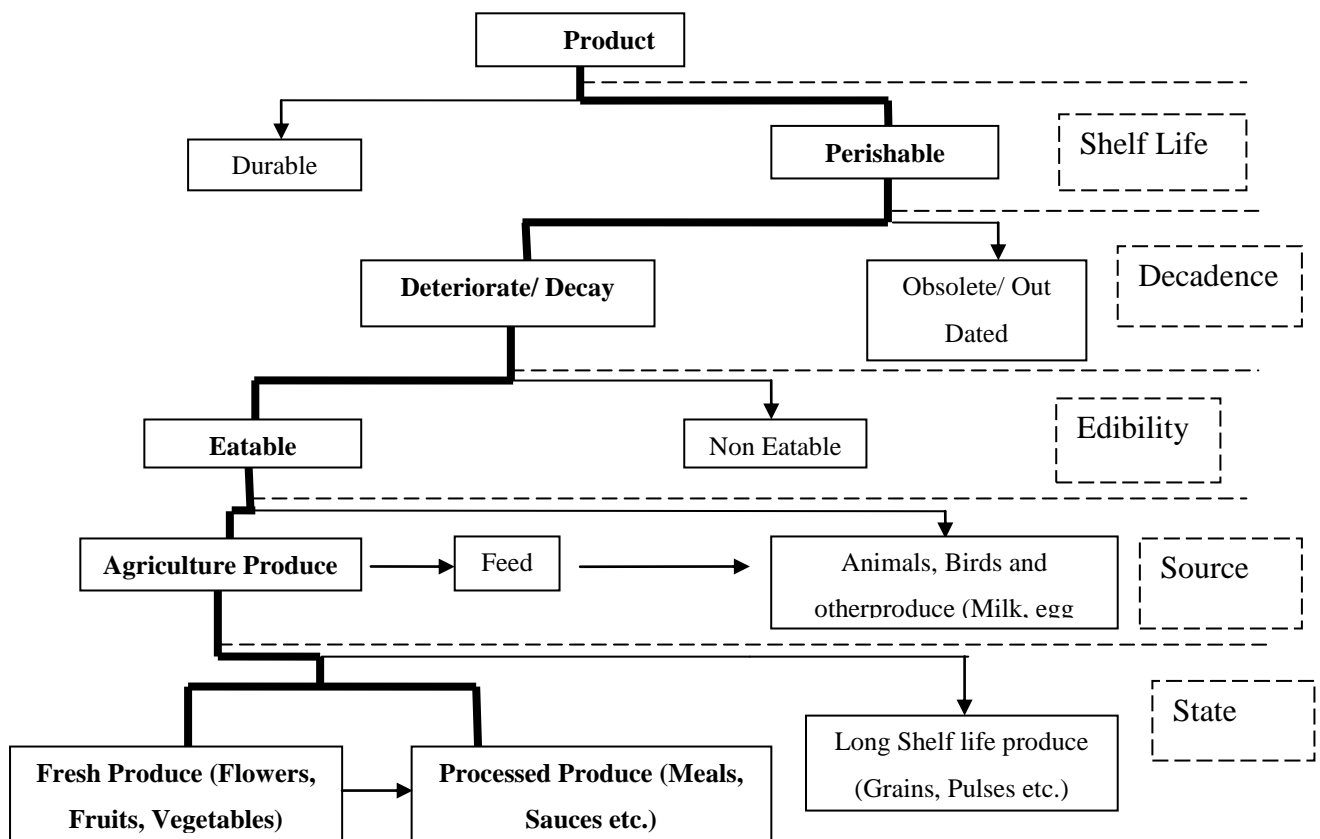 Product
Durable
Perishable
Shelf Life
Deteriorate/ Decay
Obsolete/ Out
Dated
Decadence
Eatable
Non Eatable
Edibility
Agriculture Produce
Feed
Animals, Birds and
otherproduce (Milk, egg
Source
Fresh Produce (Flowers,
Fruits, Vegetables)
Processed Produce (Meals,
Sauces etc.)
Long Shelf life produce
(Grains, Pulses etc.)
State